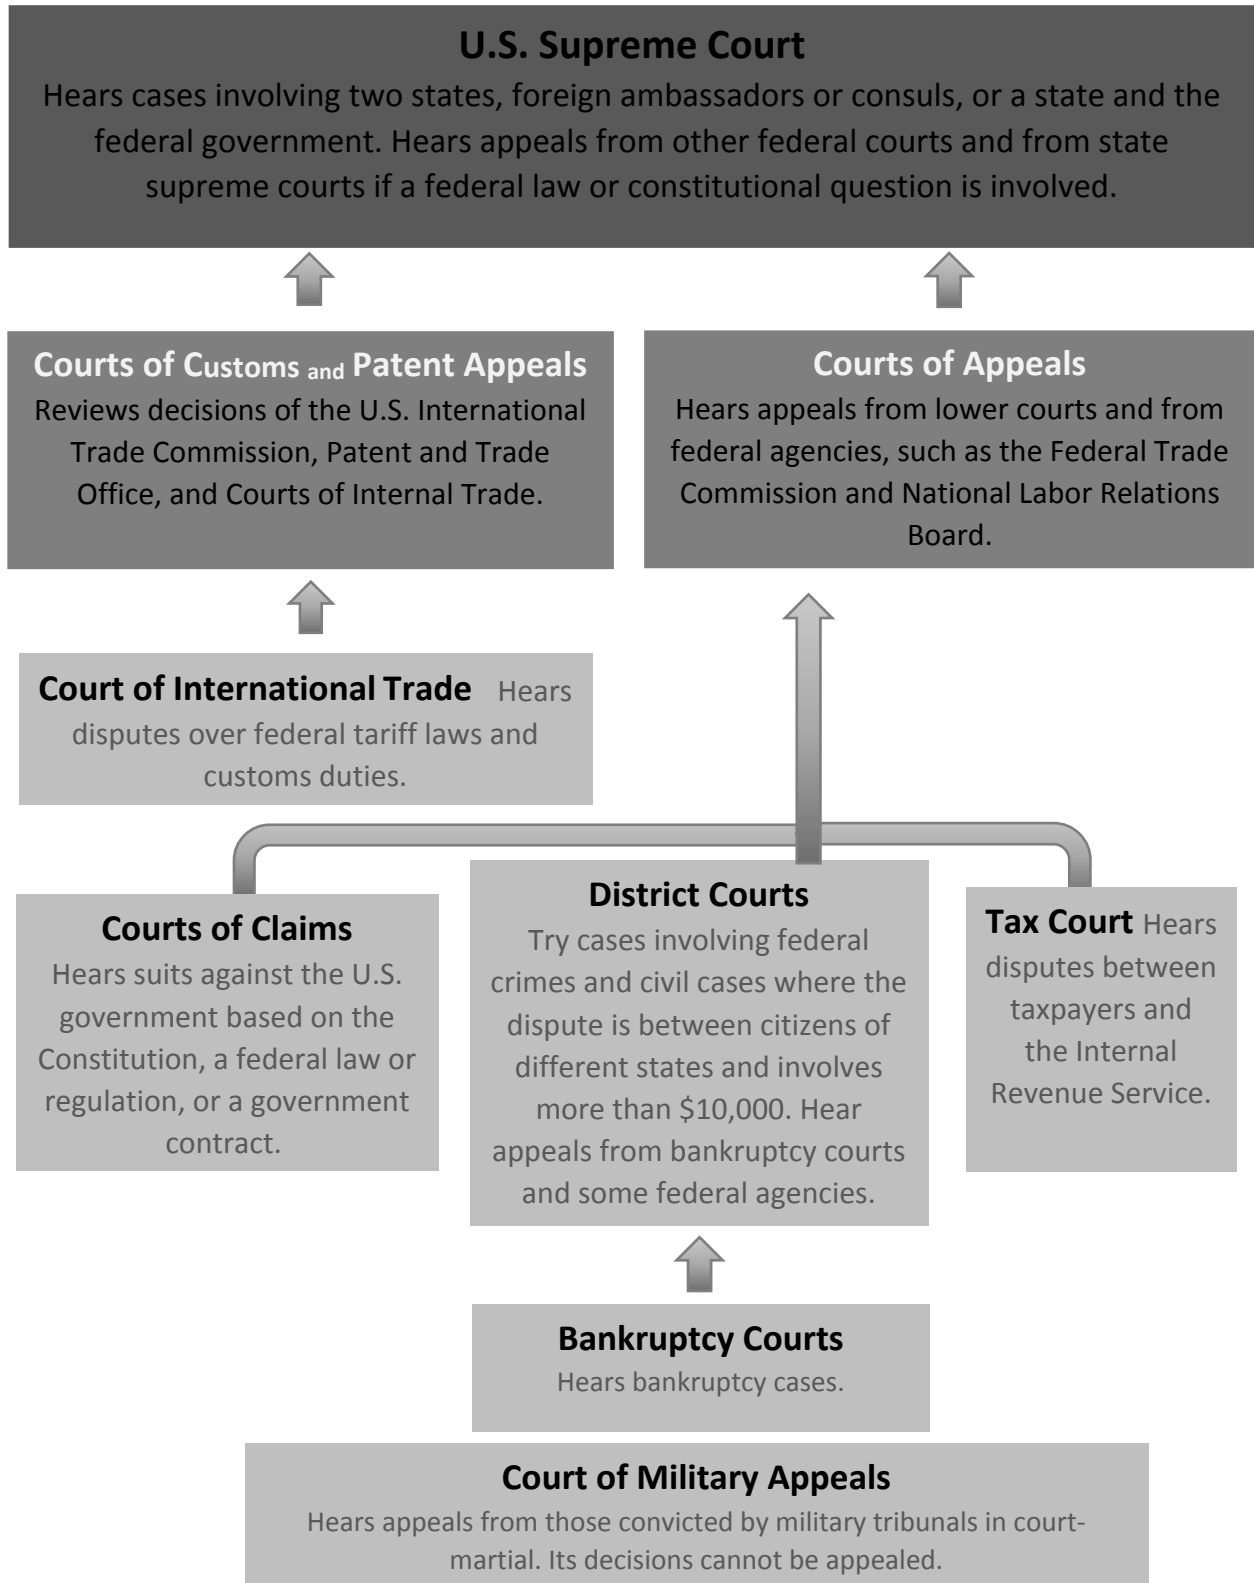 U.S. Supreme Court
Hears cases involving two states, foreign ambassadors or consuls, or a state and the
federal government. Hears appeals from other federal courts and from state
supreme courts if a federal law or constitutional question is involved.
Courts of Customs and Patent Appeals
Reviews decisions of the U.S. International
Trade Commission, Patent and Trade
Office, and Courts of Internal Trade.
Courts of Appeals
Hears appeals from lower courts and from
federal agencies, such as the Federal Trade
Commission and National Labor Relations
Board.
Court of International Trade Hears
disputes over federal tariff laws and
customs duties.
Courts of Claims
Hears suits against the U.S.
government based on the
Constitution, a federal law or
regulation, or a government
contract.
District Courts
Try cases involving federal
crimes and civil cases where the
dispute is between citizens of
different states and involves
more than $10,000. Hear
appeals from bankruptcy courts
and some federal agencies.
Tax Court Hears
disputes between
taxpayers and
the Internal
Revenue Service.
Bankruptcy Courts
Hears bankruptcy cases.
Court of Military Appeals
Hears appeals from those convicted by military tribunals in court-
martial. Its decisions cannot be appealed.